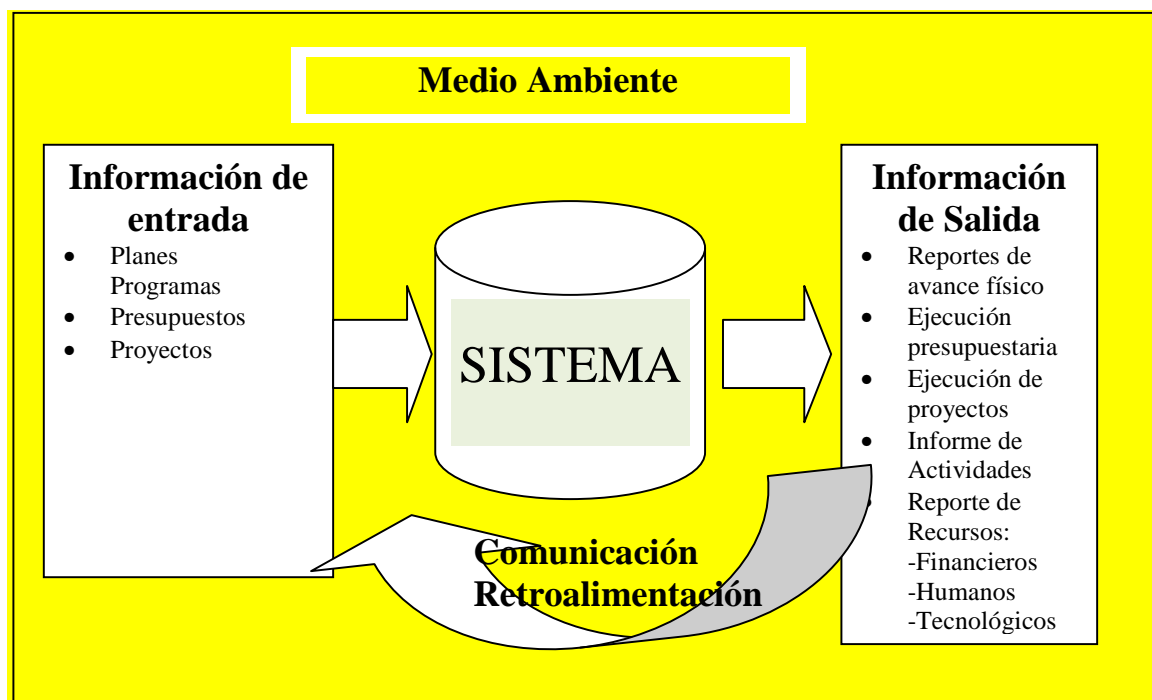 Medio Ambiente
Información de
entrada
• Planes
Programas
• Presupuestos
• Proyectos
SISTEMA
Información
de Salida
• Reportes de
avance físico
• Ejecución
presupuestaria
• Ejecución de
proyectos
• Informe de
Actividades
• Reporte de
Recursos:
-Financieros
-Humanos
-Tecnológicos
Comunicación
Retroalimentación